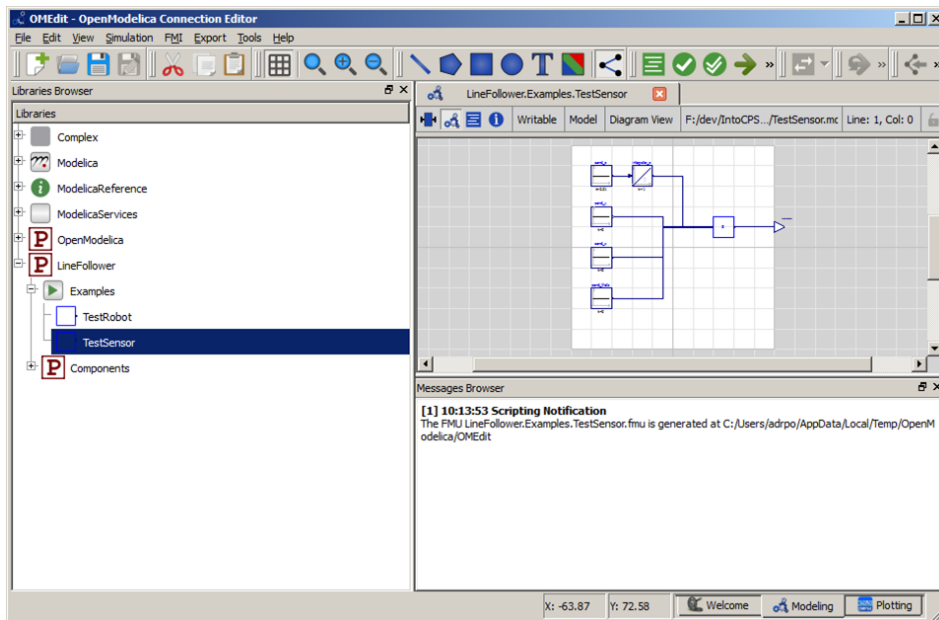 OMEdit - OpenModelica Connection Editor
File Edit View Simulation FMI Export Tools Help
Libraries Browser
Libraries
Complex
Modelica
ModelicaReference
ModelicaServices
P OpenModelica
P LineFollower
Examples
TestRobot
TestSensor
P Components
LineFollower.Examples.TestSensor
Writable Model Diagram View F:/dev/IntoCPS.../TestSensor.mc Line: 1, Col: 0
Messages Browser
[1] 10:13:53 Scripting Notification
The FMU LineFollower.Examples.TestSensor.fmu is generated at C:/Users/adrpo/AppData/Local/Temp/OpenM
odelica/OMEdit
X: -63.87 Y: 72.58 Welcome Modeling Plotting